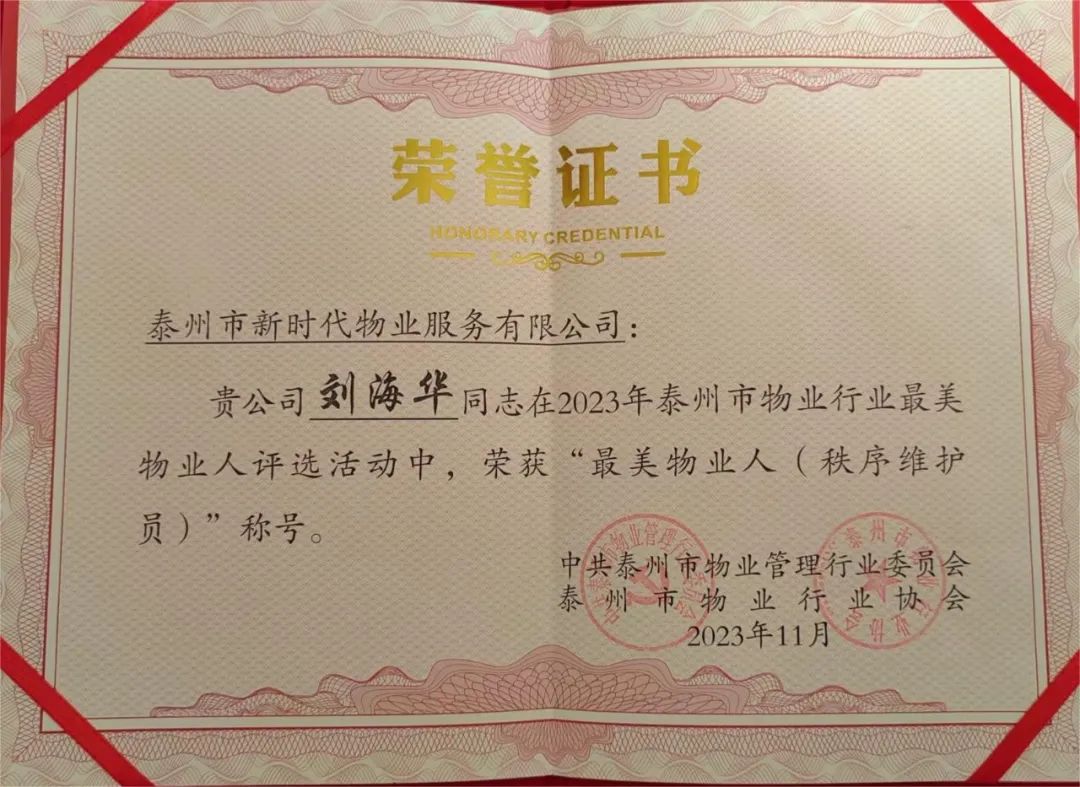 荣誉证书
HONORARY CREDENTIAL
泰州市新时代物业服务有限公司：
贵公司刘海华同志在2023年泰州市物业行业最美
物业人评选活动中，荣获“最美物业人（秩序维护
员）”称号。
中共泰州市物业管理行业委员会
泰州市物业行业协会
2023年11月